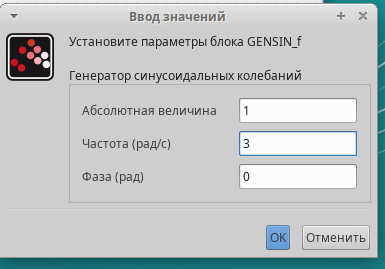 Ввод значений
Установите параметры блока GENSIN_f
Генератор синусоидальных колебаний
Абсолютная величина 1
Частота (рад/с) 3
Фаза (рад) 0
OK Отменить